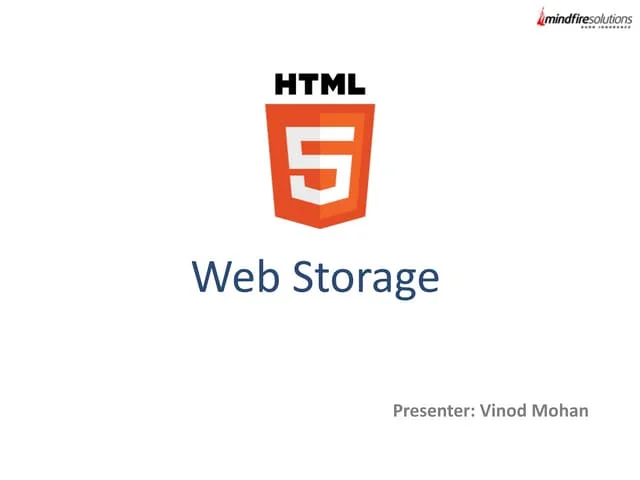 mindfiresolutions
HTML
5
Web Storage
Presenter: Vinod Mohan